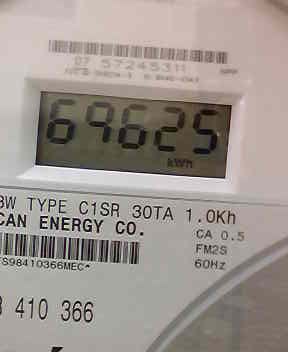 07 57245311
69625
kWh
3W TYPE C1SR 30TA 1.0Kh
CAN ENERGY CO.
CA 0.5
FM2S
TS98410366MEC*
60Hz
410 366